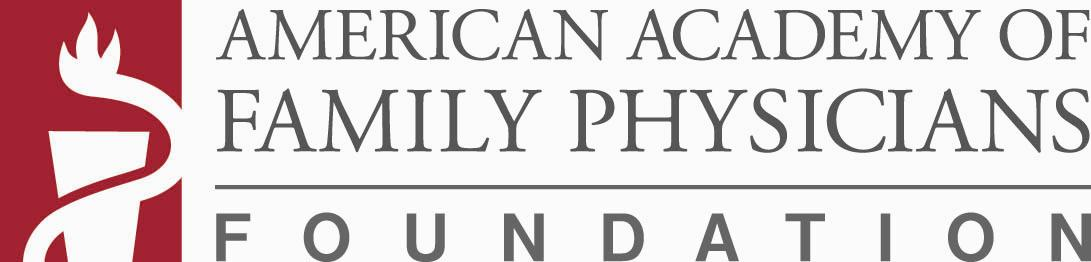 AMERICAN ACADEMY OF
FAMILY PHYSICIANS
FOUNDATION